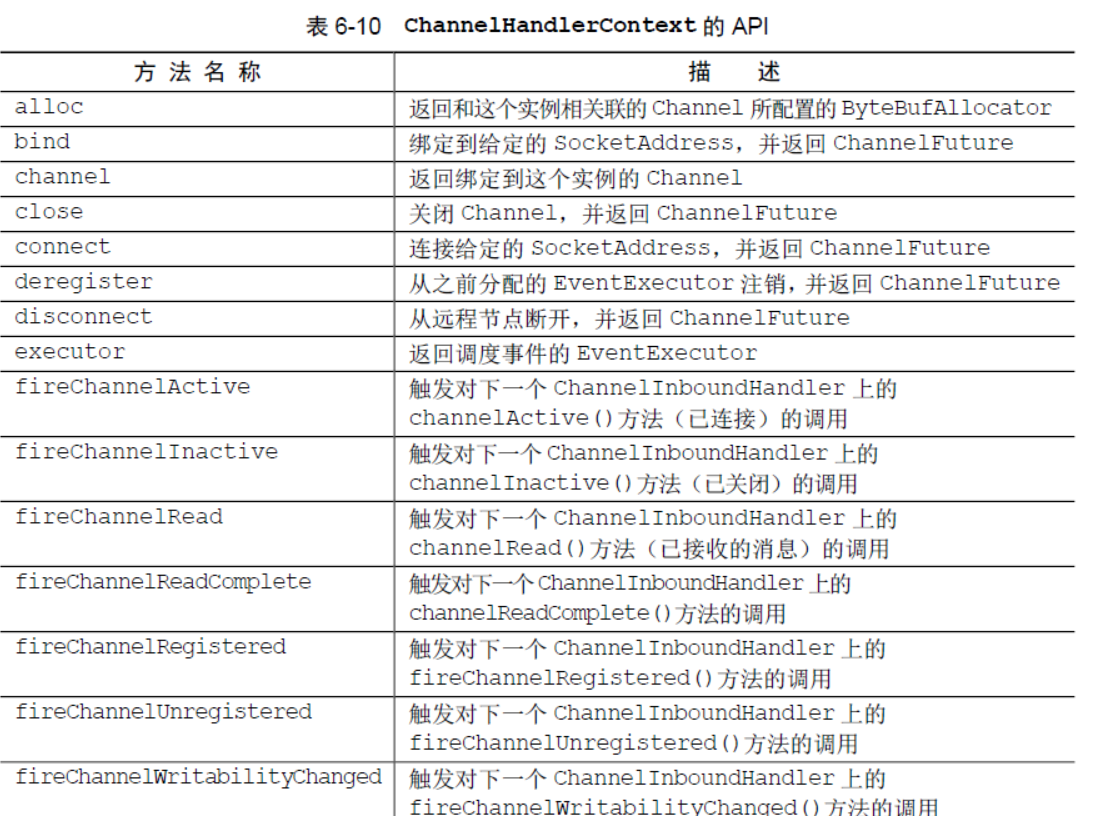 表 6-10 ChannelHandlerContext 的 API
方 法 名 称 描 述
alloc 返回和这个实例相关联的 Channel 所配置的 ByteBufAllocator
bind 绑定到给定的 SocketAddress，并返回 ChannelFuture
channel 返回绑定到这个实例的 Channel
close 关闭 Channel，并返回 ChannelFuture
connect 连接给定的 SocketAddress，并返回 ChannelFuture
deregister 从之前分配的 EventExecutor 注销，并返回 ChannelFuture
disconnect 从远程节点断开，并返回 ChannelFuture
executor 返回调度事件的 EventExecutor
fireChannelActive 触发对下一个 ChannelInboundHandler 上的
channelActive()方法（已连接）的调用
fireChannelInactive 触发对下一个 ChannelInboundHandler 上的
channelInactive()方法（已关闭）的调用
fireChannelRead 触发对下一个 ChannelInboundHandler 上的
channelRead()方法（已接收的消息）的调用
fireChannelReadComplete 触发对下一个 ChannelInboundHandler 上的
channelReadComplete()方法的调用
fireChannelRegistered 触发对下一个 ChannelInboundHandler 上的
fireChannelRegistered()方法的调用
fireChannelUnregistered 触发对下一个 ChannelInboundHandler 上的
fireChannelUnregistered()方法的调用
fireChannelWritabilityChanged 触发对下一个 ChannelInboundHandler 上的
fireChannelWritabilityChanged()方法的调用